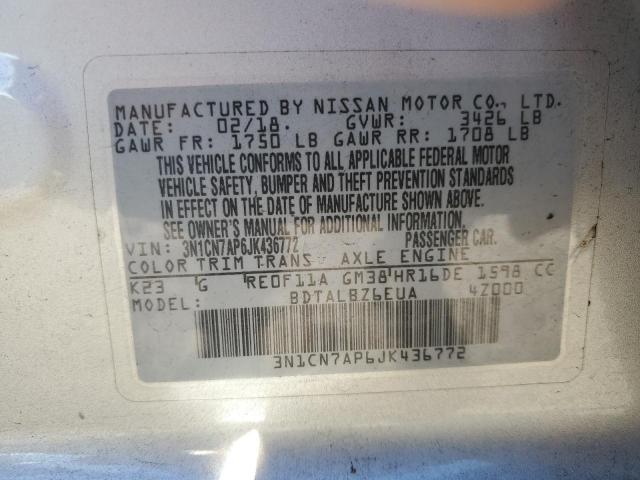 MANUFACTURED BY NISSAN MOTOR CO., LTD.
DATE: 02/18. GVWR: 3426 LB
GAWR FR: 1750 LB GAWR RR: 1708 LB
THIS VEHICLE CONFORMS TO ALL APPLICABLE FEDERAL MOTOR
VEHICLE SAFETY, BUMPER AND THEFT PREVENTION STANDARDS
IN EFFECT ON THE DATE OF MANUFACTURE SHOWN ABOVE.
SEE OWNER'S MANUAL FOR ADDITIONAL INFORMATION.
VIN: 3N1CN7AP6JK436772 PASSENGER CAR.
COLOR TRIM TRANS AXLE ENGINE
K23 G RE0F11A GM38 HR16DE 1598 CC
MODEL: BDTALBZ6EUA 4Z000
3N1CN7AP6JK436772